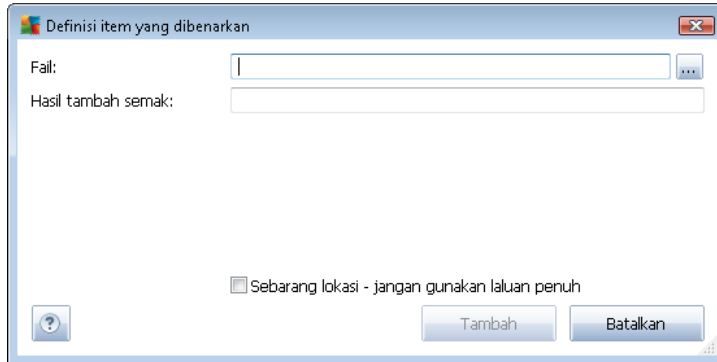 Definisi item yang dibenarkan
Fail:
...
Hasil tambah semak:
Sebarang lokasi - jangan gunakan laluan penuh
?
Tambah
Batalkan